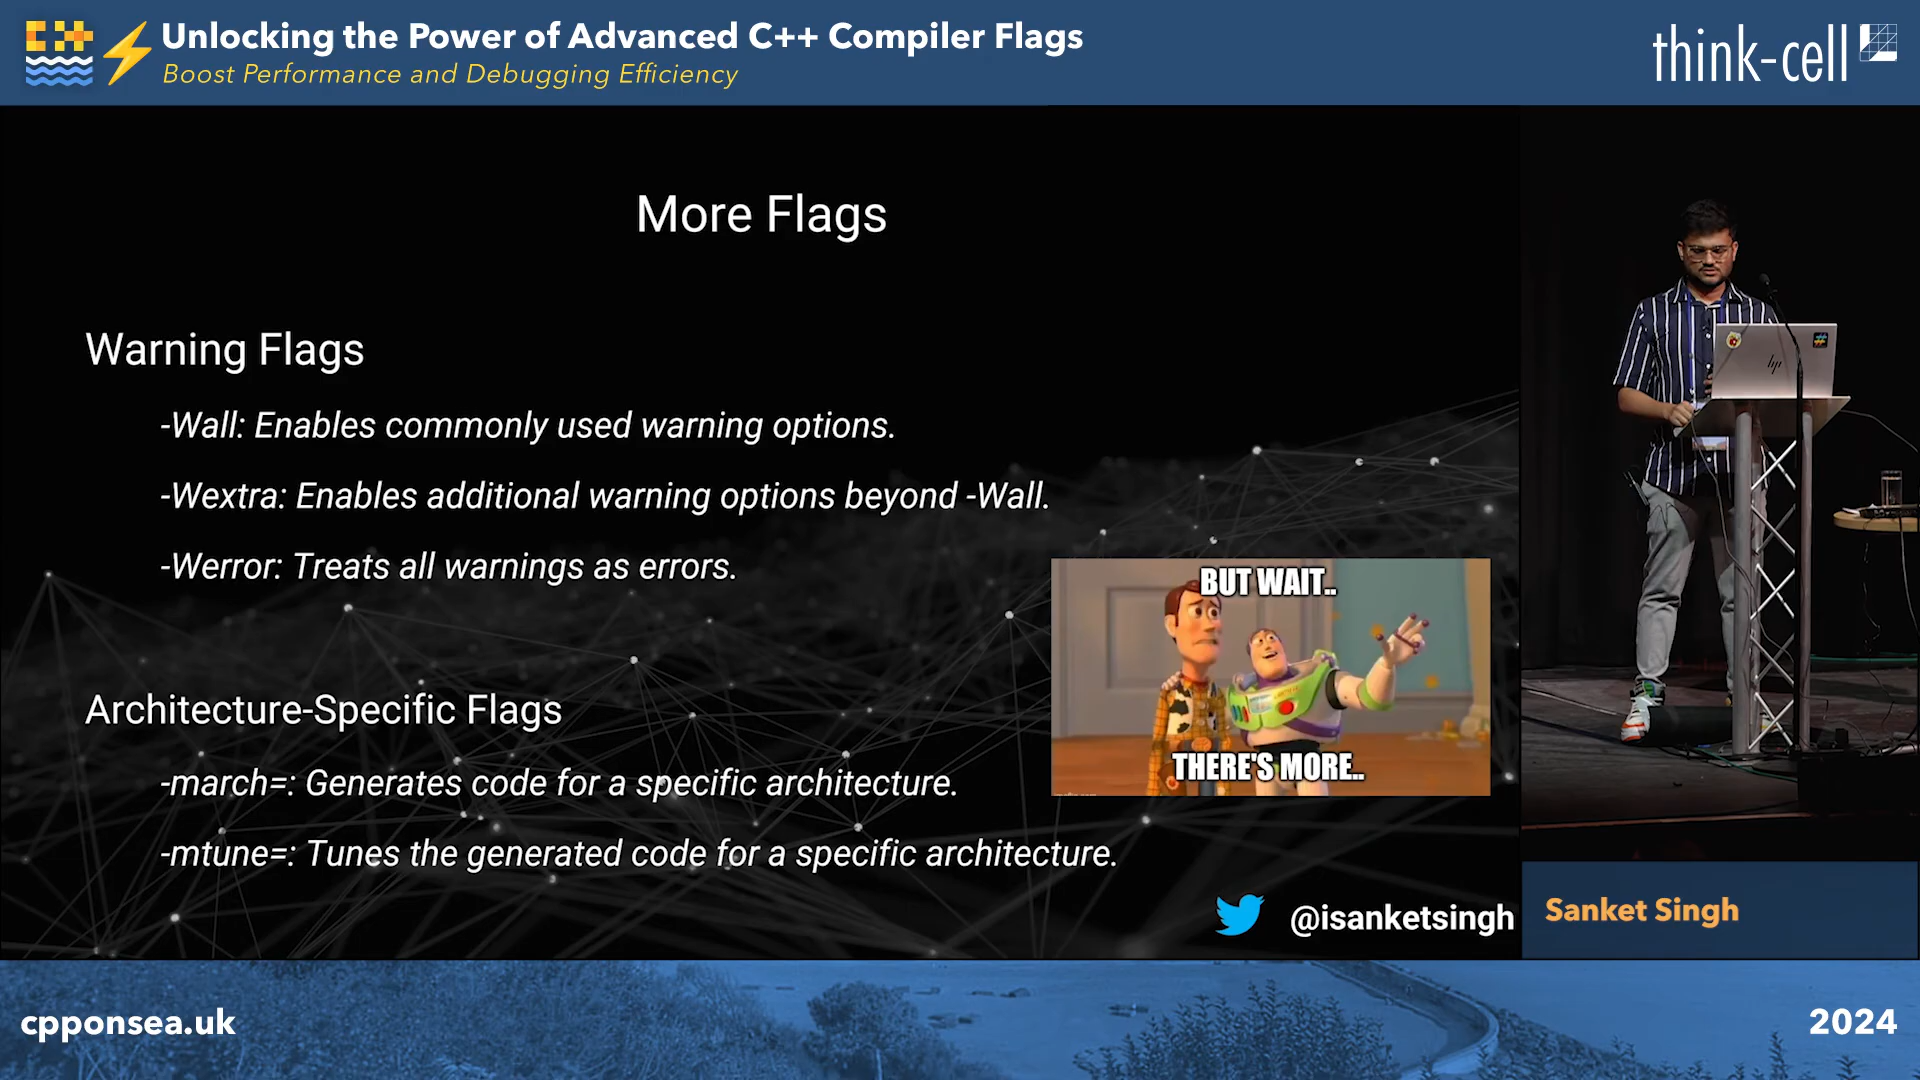 Unlocking the Power of Advanced C++ Compiler Flags
Boost Performance and Debugging Efficiency
think-cell
More Flags
Warning Flags
-Wall: Enables commonly used warning options.
-Wextra: Enables additional warning options beyond -Wall.
-Werror: Treats all warnings as errors.
BUT WAIT..
THERE'S MORE..
Architecture-Specific Flags
-march=: Generates code for a specific architecture.
-mtune=: Tunes the generated code for a specific architecture.
@isanketsingh
hp
Sanket Singh
cpponsea.uk
2024